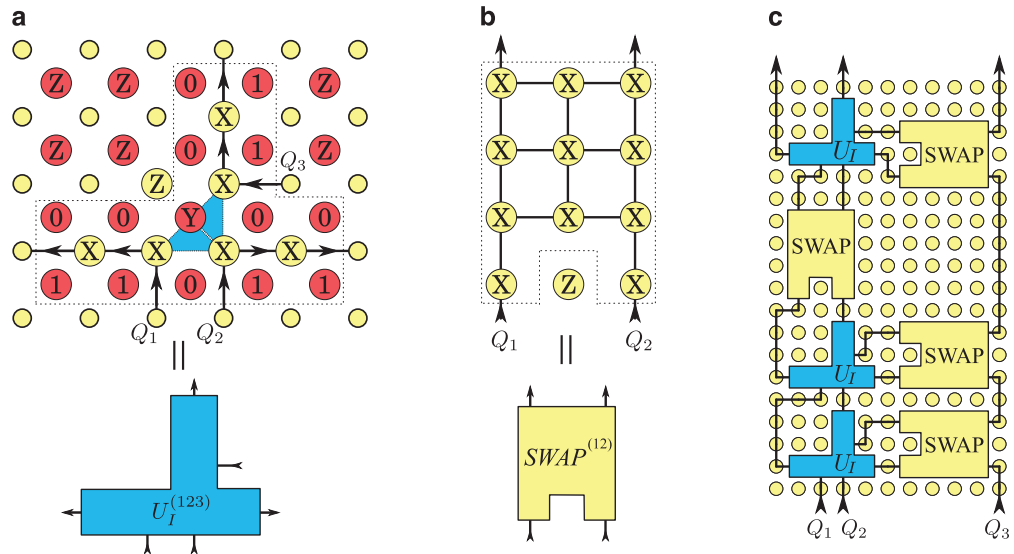 a
Z Z 0 1 Z
X
Z Z 0 1 Z
Z X Q3
0 0 Y 0 0
X X X X
1 1 0 1 1
Q1 Q2
U_I^(123)
b
X X X
X X X
X X X
X Z X
Q1 Q2
SWAP^(12)
c
U_I SWAP
SWAP
U_I SWAP
U_I SWAP
Q1 Q2 Q3